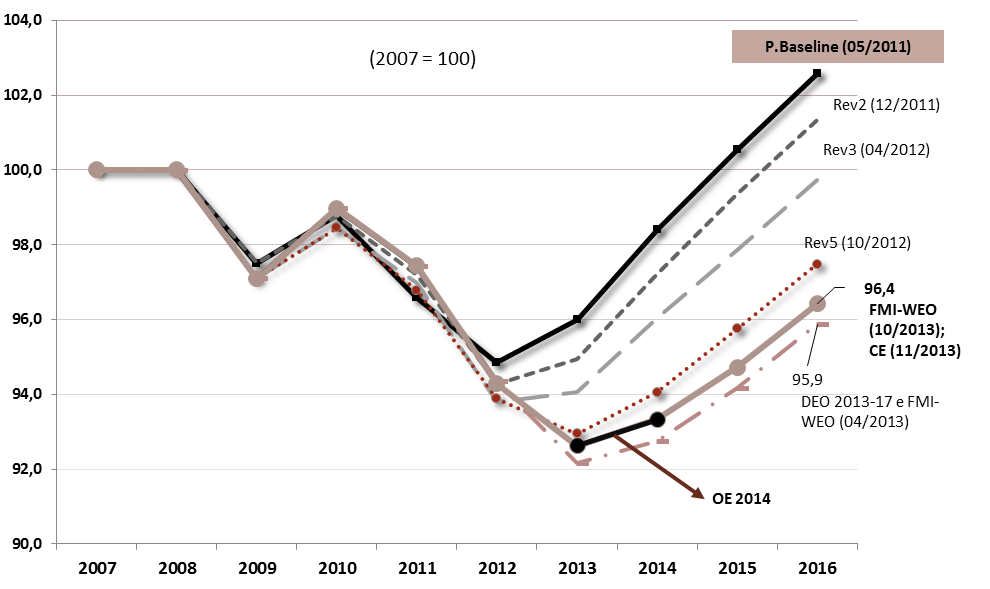 104,0
102,0
100,0
98,0
96,0
94,0
92,0
90,0
(2007 = 100)
P.Baseline (05/2011)
Rev2 (12/2011)
Rev3 (04/2012)
Rev5 (10/2012)
96,4
FMI-WEO
(10/2013);
CE (11/2013)
95,9
DEO 2013-17 e FMI-
WEO (04/2013)
OE 2014
2007 2008 2009 2010 2011 2012 2013 2014 2015 2016